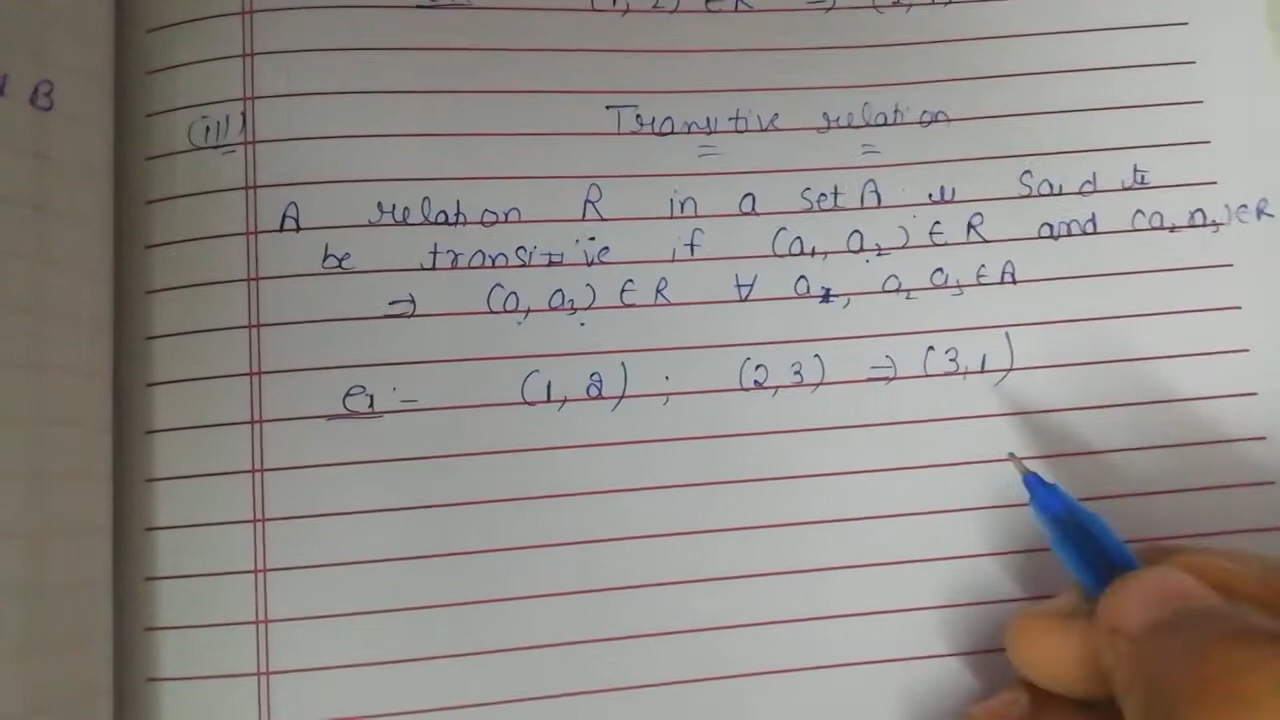 B
(iii)
Transitive relation
A relation R in a set A is said to
be transitive if (a₁, a₂) ∈ R and (a₂ a₃) ∈ R
⇒ (a₁ a₃) ∈ R ∀ a₁, a₂ a₃ ∈ A
ex :- (1, 2) ; (2,3) ⇒ (3,1)